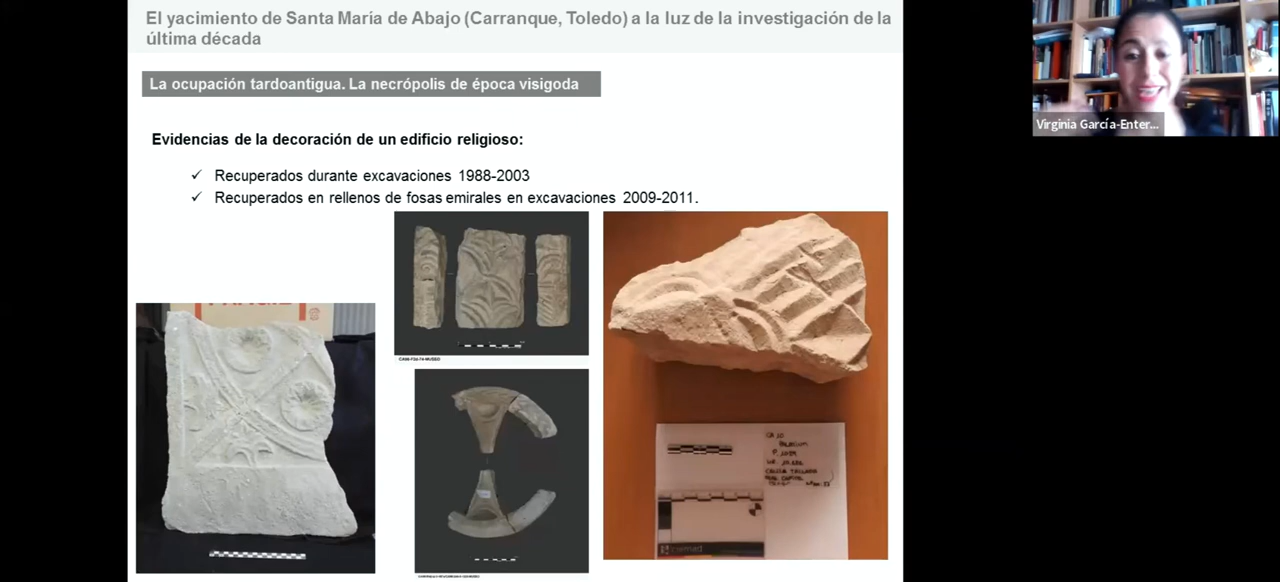 El yacimiento de Santa María de Abajo (Carranque, Toledo) a la luz de la investigación de la
última década
La ocupación tardoantigua. La necrópolis de época visigoda
Evidencias de la decoración de un edificio religioso:
✓ Recuperados durante excavaciones 1988-2003
✓ Recuperados en rellenos de fosas emirales en excavaciones 2009-2011.
Virginia García-Enter...